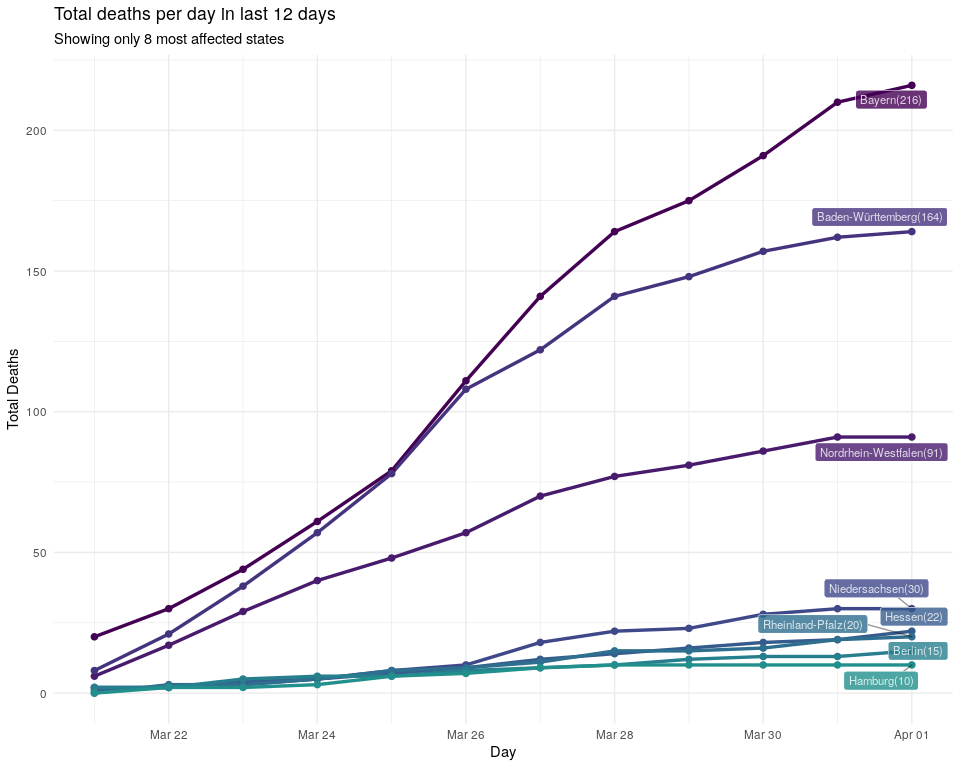 Total deaths per day in last 12 days
Showing only 8 most affected states
Total Deaths
200
150
100
50
0
Bayern(216)
Baden-Württemberg(164)
Nordrhein-Westfalen(91)
Niedersachsen(30)
Hessen(22)
Rheinland-Pfalz(20)
Berlin(15)
Hamburg(10)
Mar 22
Mar 24
Mar 26
Mar 28
Mar 30
Apr 01
Day